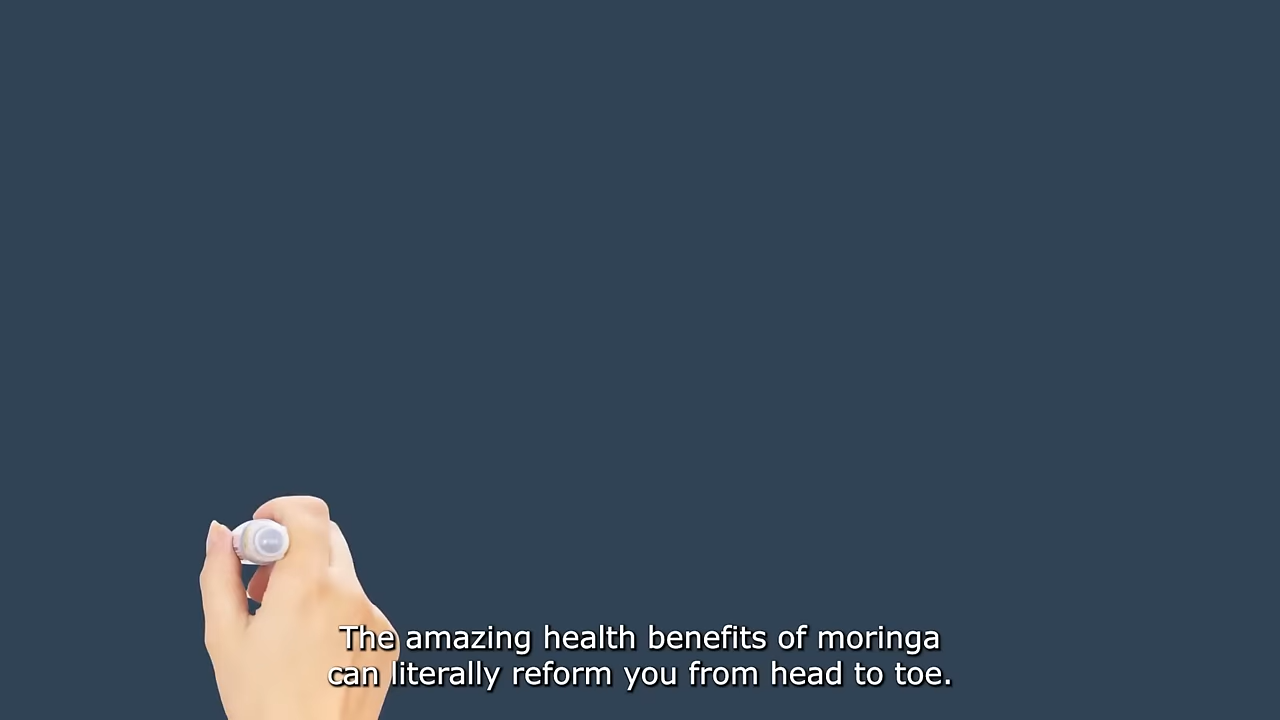 The amazing health benefits of moringa
can literally reform you from head to toe.